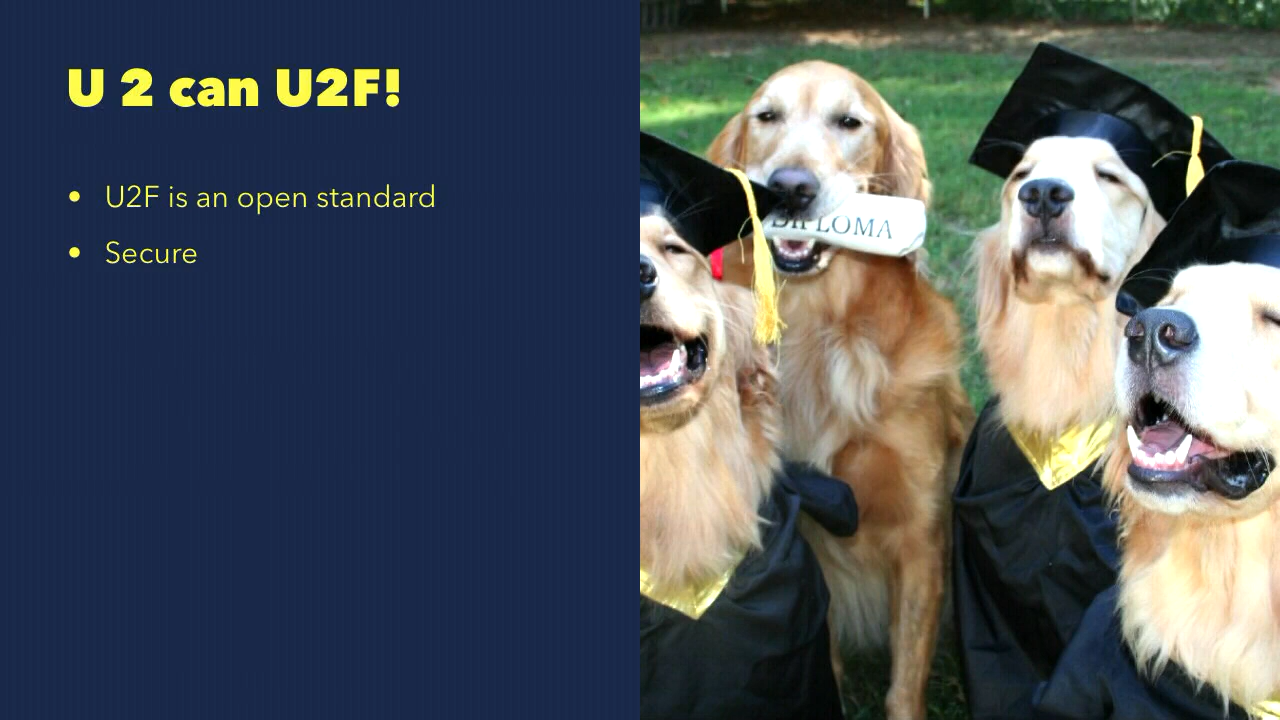 U 2 can U2F!
• U2F is an open standard
• Secure
DIPLOMA